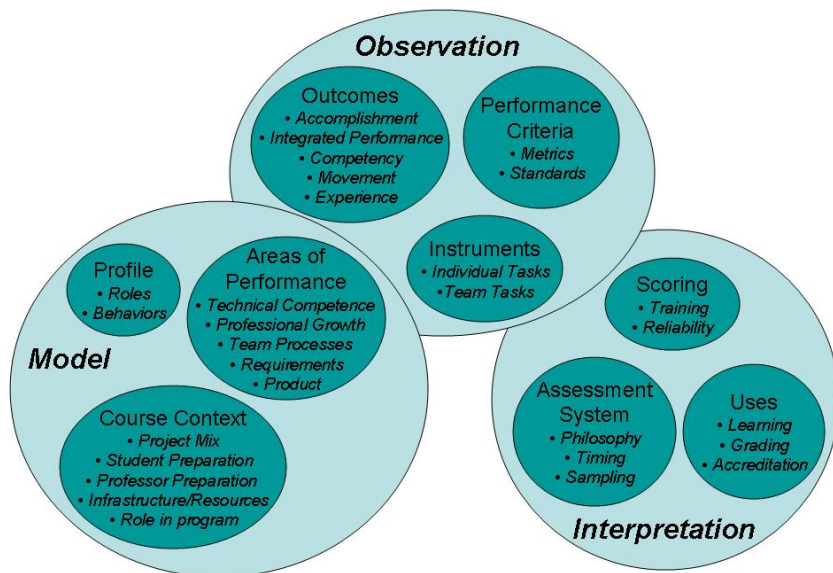 Observation
Outcomes
• Accomplishment
• Integrated Performance
• Competency
• Movement
• Experience
Performance
Criteria
• Metrics
• Standards
Instruments
• Individual Tasks
• Team Tasks
Profile
• Roles
• Behaviors
Areas of
Performance
• Technical Competence
• Professional Growth
• Team Processes
• Requirements
• Product
Model
Course Context
• Project Mix
• Student Preparation
• Professor Preparation
• Infrastructure/Resources
• Role in program
Scoring
• Training
• Reliability
Assessment
System
• Philosophy
• Timing
• Sampling
Uses
• Learning
• Grading
• Accreditation
Interpretation